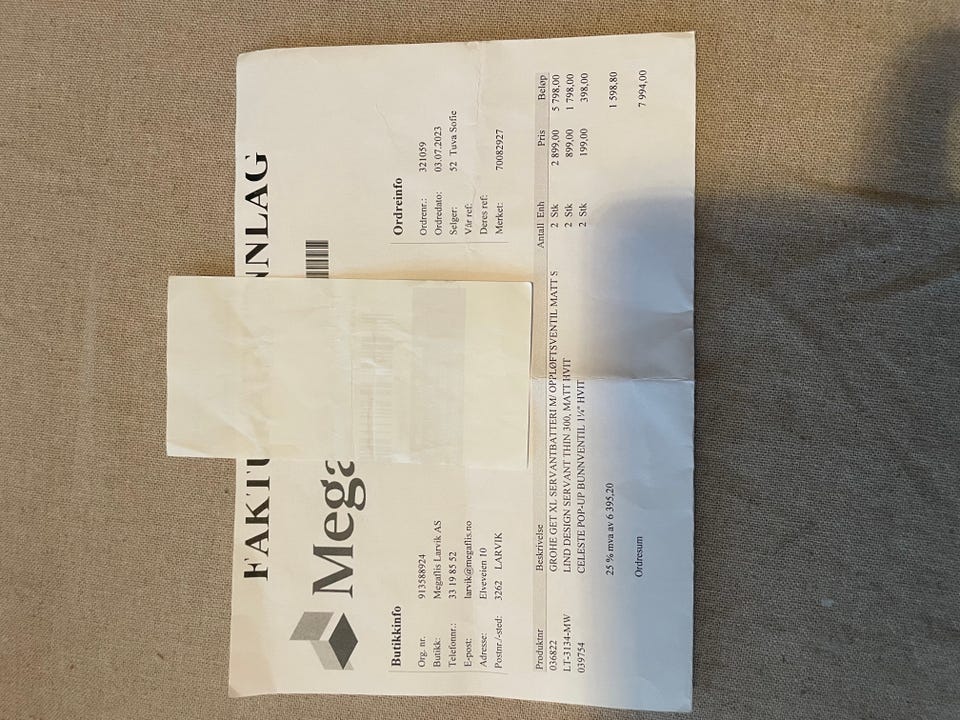 FAKTU NNLAG
Mega
Butikkinfo
Org. nr. 913588924
Butikk: Megaflis Larvik AS
Telefonnr.: 33 19 85 52
E-post: larvik@megaflis.no
Adresse: Elveveien 10
Postnr./-sted: 3262 LARVIK
Ordreinfo
Ordrenr.: 321059
Ordredato: 03.07.2023
Selger: 52 Tuva Sofie
Vår ref:
Deres ref:
Merket: 70082927
Produktnr Beskrivelse Antall Enh Pris Beløp
036822 GROHE GET XL SERVANTBATTERI M/ OPPLØFTSVENTIL MATT S 2 Stk 2 899,00 5 798,00
LT-3134-MW LIND DESIGN SERVANT THIN 300, MATT HVIT 2 Stk 899,00 1 798,00
039754 CELESTE POP-UP BUNNVENTIL 1¼" HVIT 2 Stk 199,00 398,00
25 % mva av 6 395,20 1 598,80
Ordresum 7 994,00